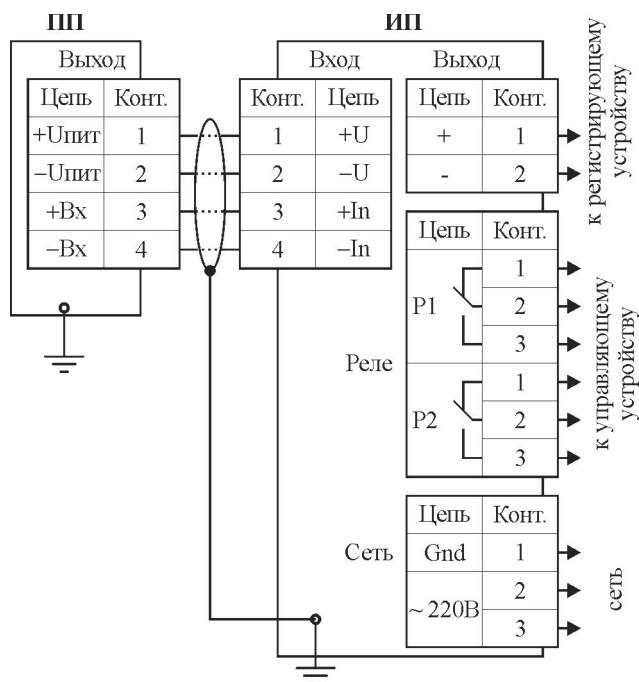 ПП
ИП
Выход
Цепь Конт.
+Uпит 1
−Uпит 2
+Вх 3
−Вх 4
Вход
Конт. Цепь
1 +U
2 −U
3 +In
4 −In
Выход
Цепь Конт.
+ 1
- 2
к регистрирующему
устройству
Реле
Цепь Конт.
Р1
1
2
3
Р2
1
2
3
к управляющему
устройству
Сеть
Цепь Конт.
Gnd 1
~220В
2
3
сеть